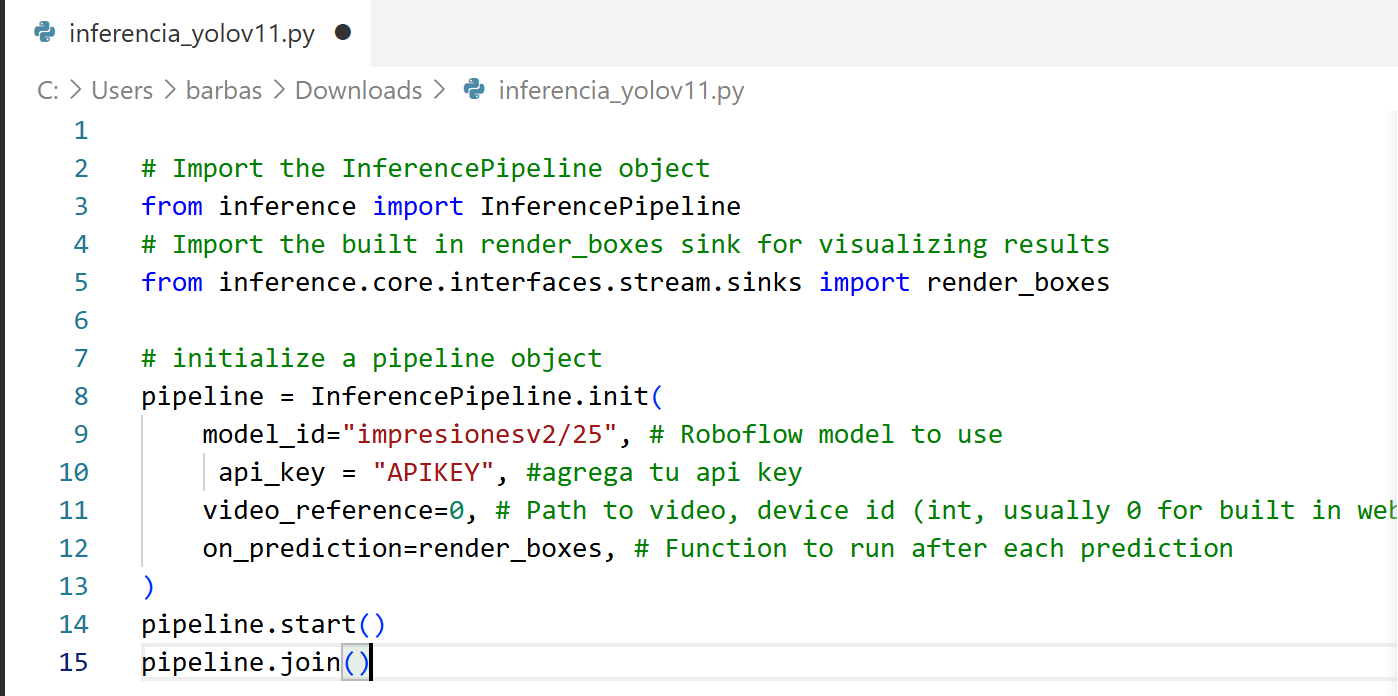 inferencia_yolov11.py
C: > Users > barbas > Downloads > inferencia_yolov11.py
1
2 # Import the InferencePipeline object
3 from inference import InferencePipeline
4 # Import the built in render_boxes sink for visualizing results
5 from inference.core.interfaces.stream.sinks import render_boxes
6
7 # initialize a pipeline object
8 pipeline = InferencePipeline.init(
9     model_id="impresionesv2/25", # Roboflow model to use
10      api_key = "APIKEY", #agrega tu api key
11     video_reference=0, # Path to video, device id (int, usually 0 for built in
12     on_prediction=render_boxes, # Function to run after each prediction
13 )
14 pipeline.start()
15 pipeline.join()